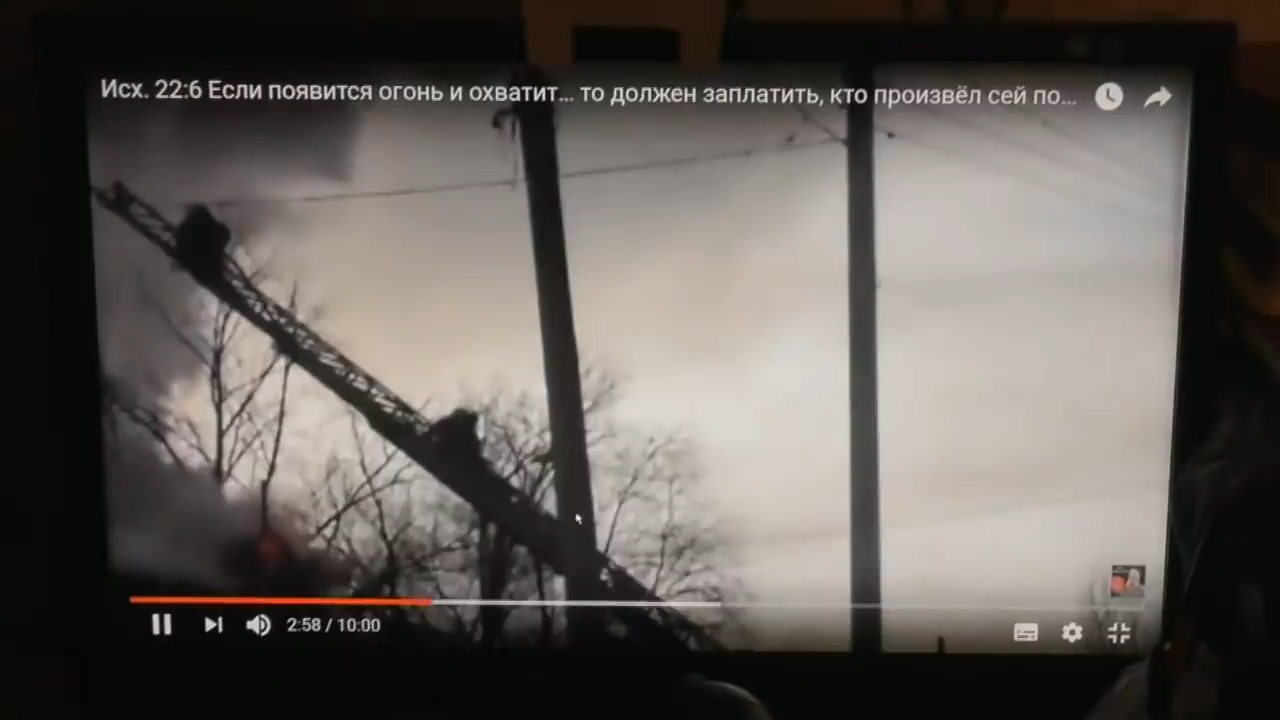 Исх. 22:6 Если появится огонь и охватит... то должен заплатить, кто произвёл сей по...
2:58 / 10:00